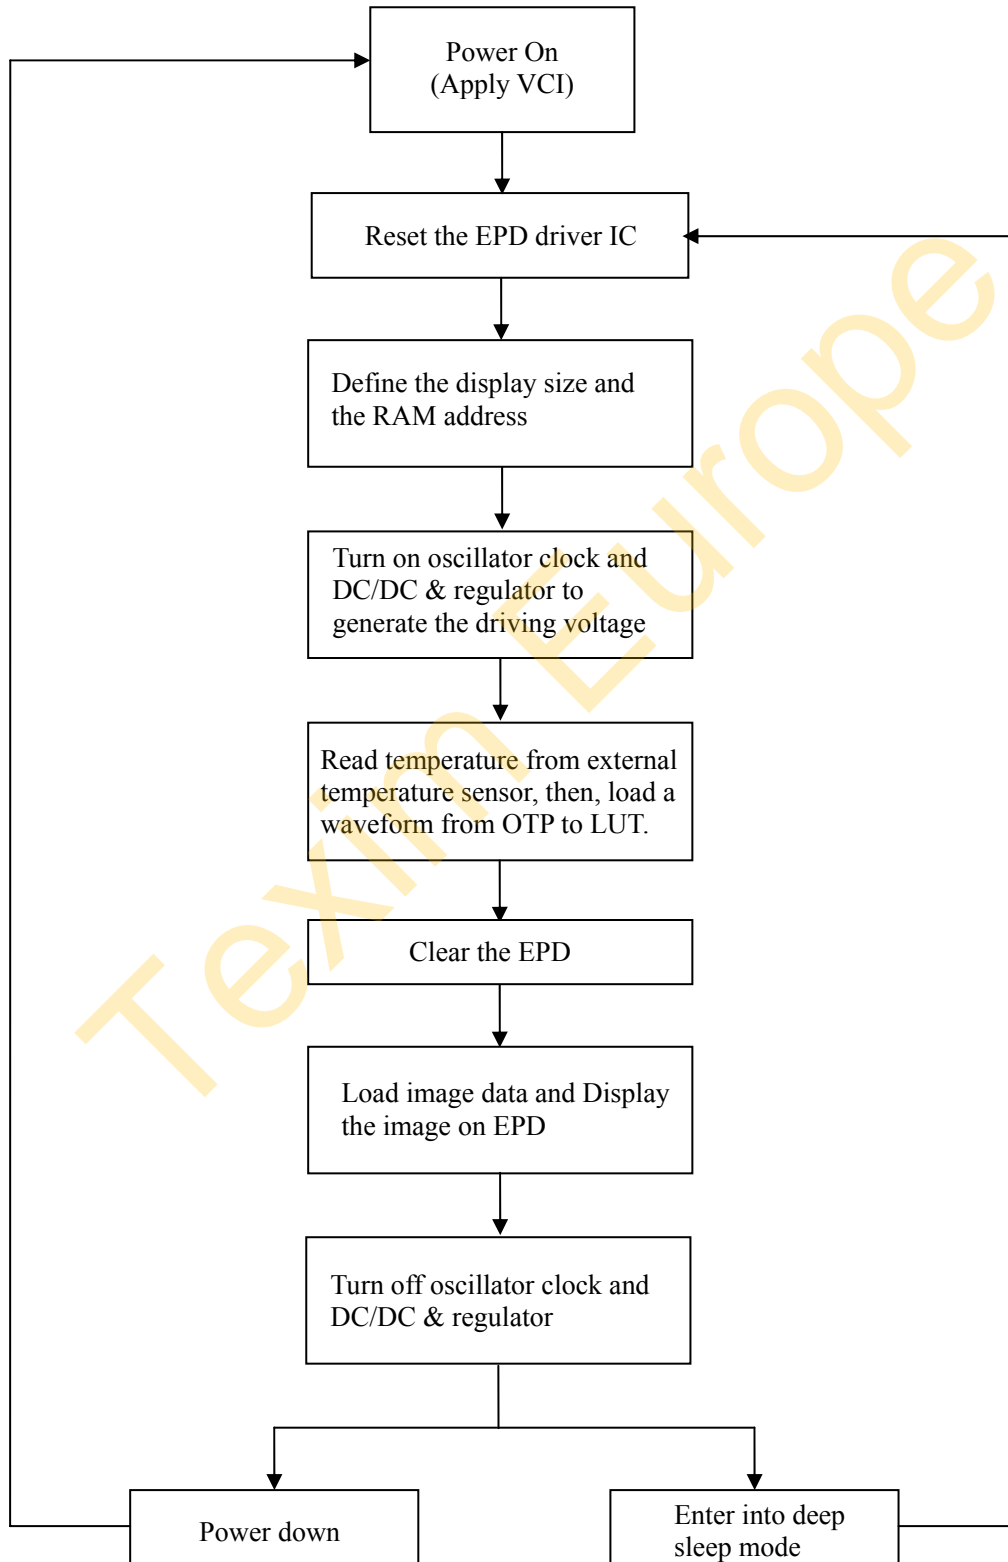 Power On
(Apply VCI)
Reset the EPD driver IC
Define the display size and
the RAM address
Turn on oscillator clock and
DC/DC & regulator to
generate the driving voltage
Read temperature from external
temperature sensor, then, load a
waveform from OTP to LUT.
Clear the EPD
Load image data and Display
the image on EPD
Turn off oscillator clock and
DC/DC & regulator
Power down
Enter into deep
sleep mode
Texim Europe